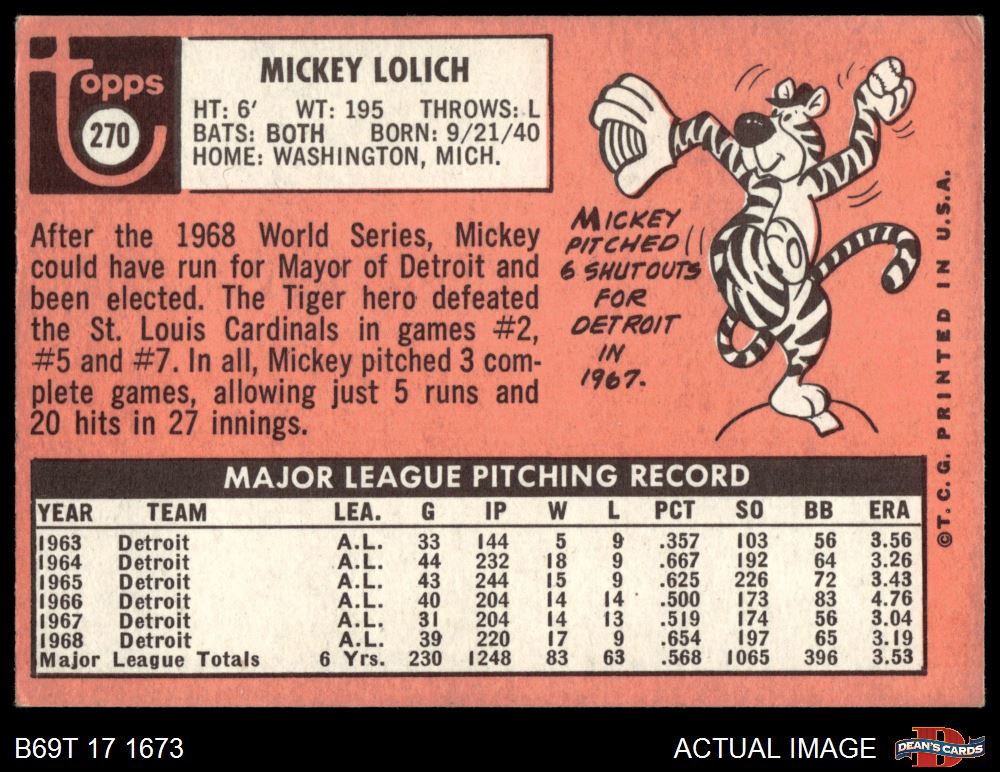 topps
270
MICKEY LOLICH
HT: 6' WT: 195 THROWS: L
BATS: BOTH BORN: 9/21/40
HOME: WASHINGTON, MICH.
After the 1968 World Series, Mickey
could have run for Mayor of Detroit and
been elected. The Tiger hero defeated
the St. Louis Cardinals in games #2,
#5 and #7. In all, Mickey pitched 3 com-
plete games, allowing just 5 runs and
20 hits in 27 innings.
MICKEY
PITCHED
6 SHUTOUTS
FOR
DETROIT
IN
1967.
MAJOR LEAGUE PITCHING RECORD
YEAR TEAM LEA. G IP W L PCT SO BB ERA
1963 Detroit A.L. 33 144 5 9 .357 103 56 3.56
1964 Detroit A.L. 44 232 18 9 .667 192 64 3.26
1965 Detroit A.L. 43 244 15 9 .625 226 72 3.43
1966 Detroit A.L. 40 204 14 14 .500 173 83 4.76
1967 Detroit A.L. 31 204 14 13 .519 174 56 3.04
1968 Detroit A.L. 39 220 17 9 .654 197 65 3.19
Major League Totals 6 Yrs. 230 1248 83 63 .568 1065 396 3.53
©T.C.G. PRINTED IN U.S.A.
B69T 17 1673
ACTUAL IMAGE
D
DEAN'S CARDS